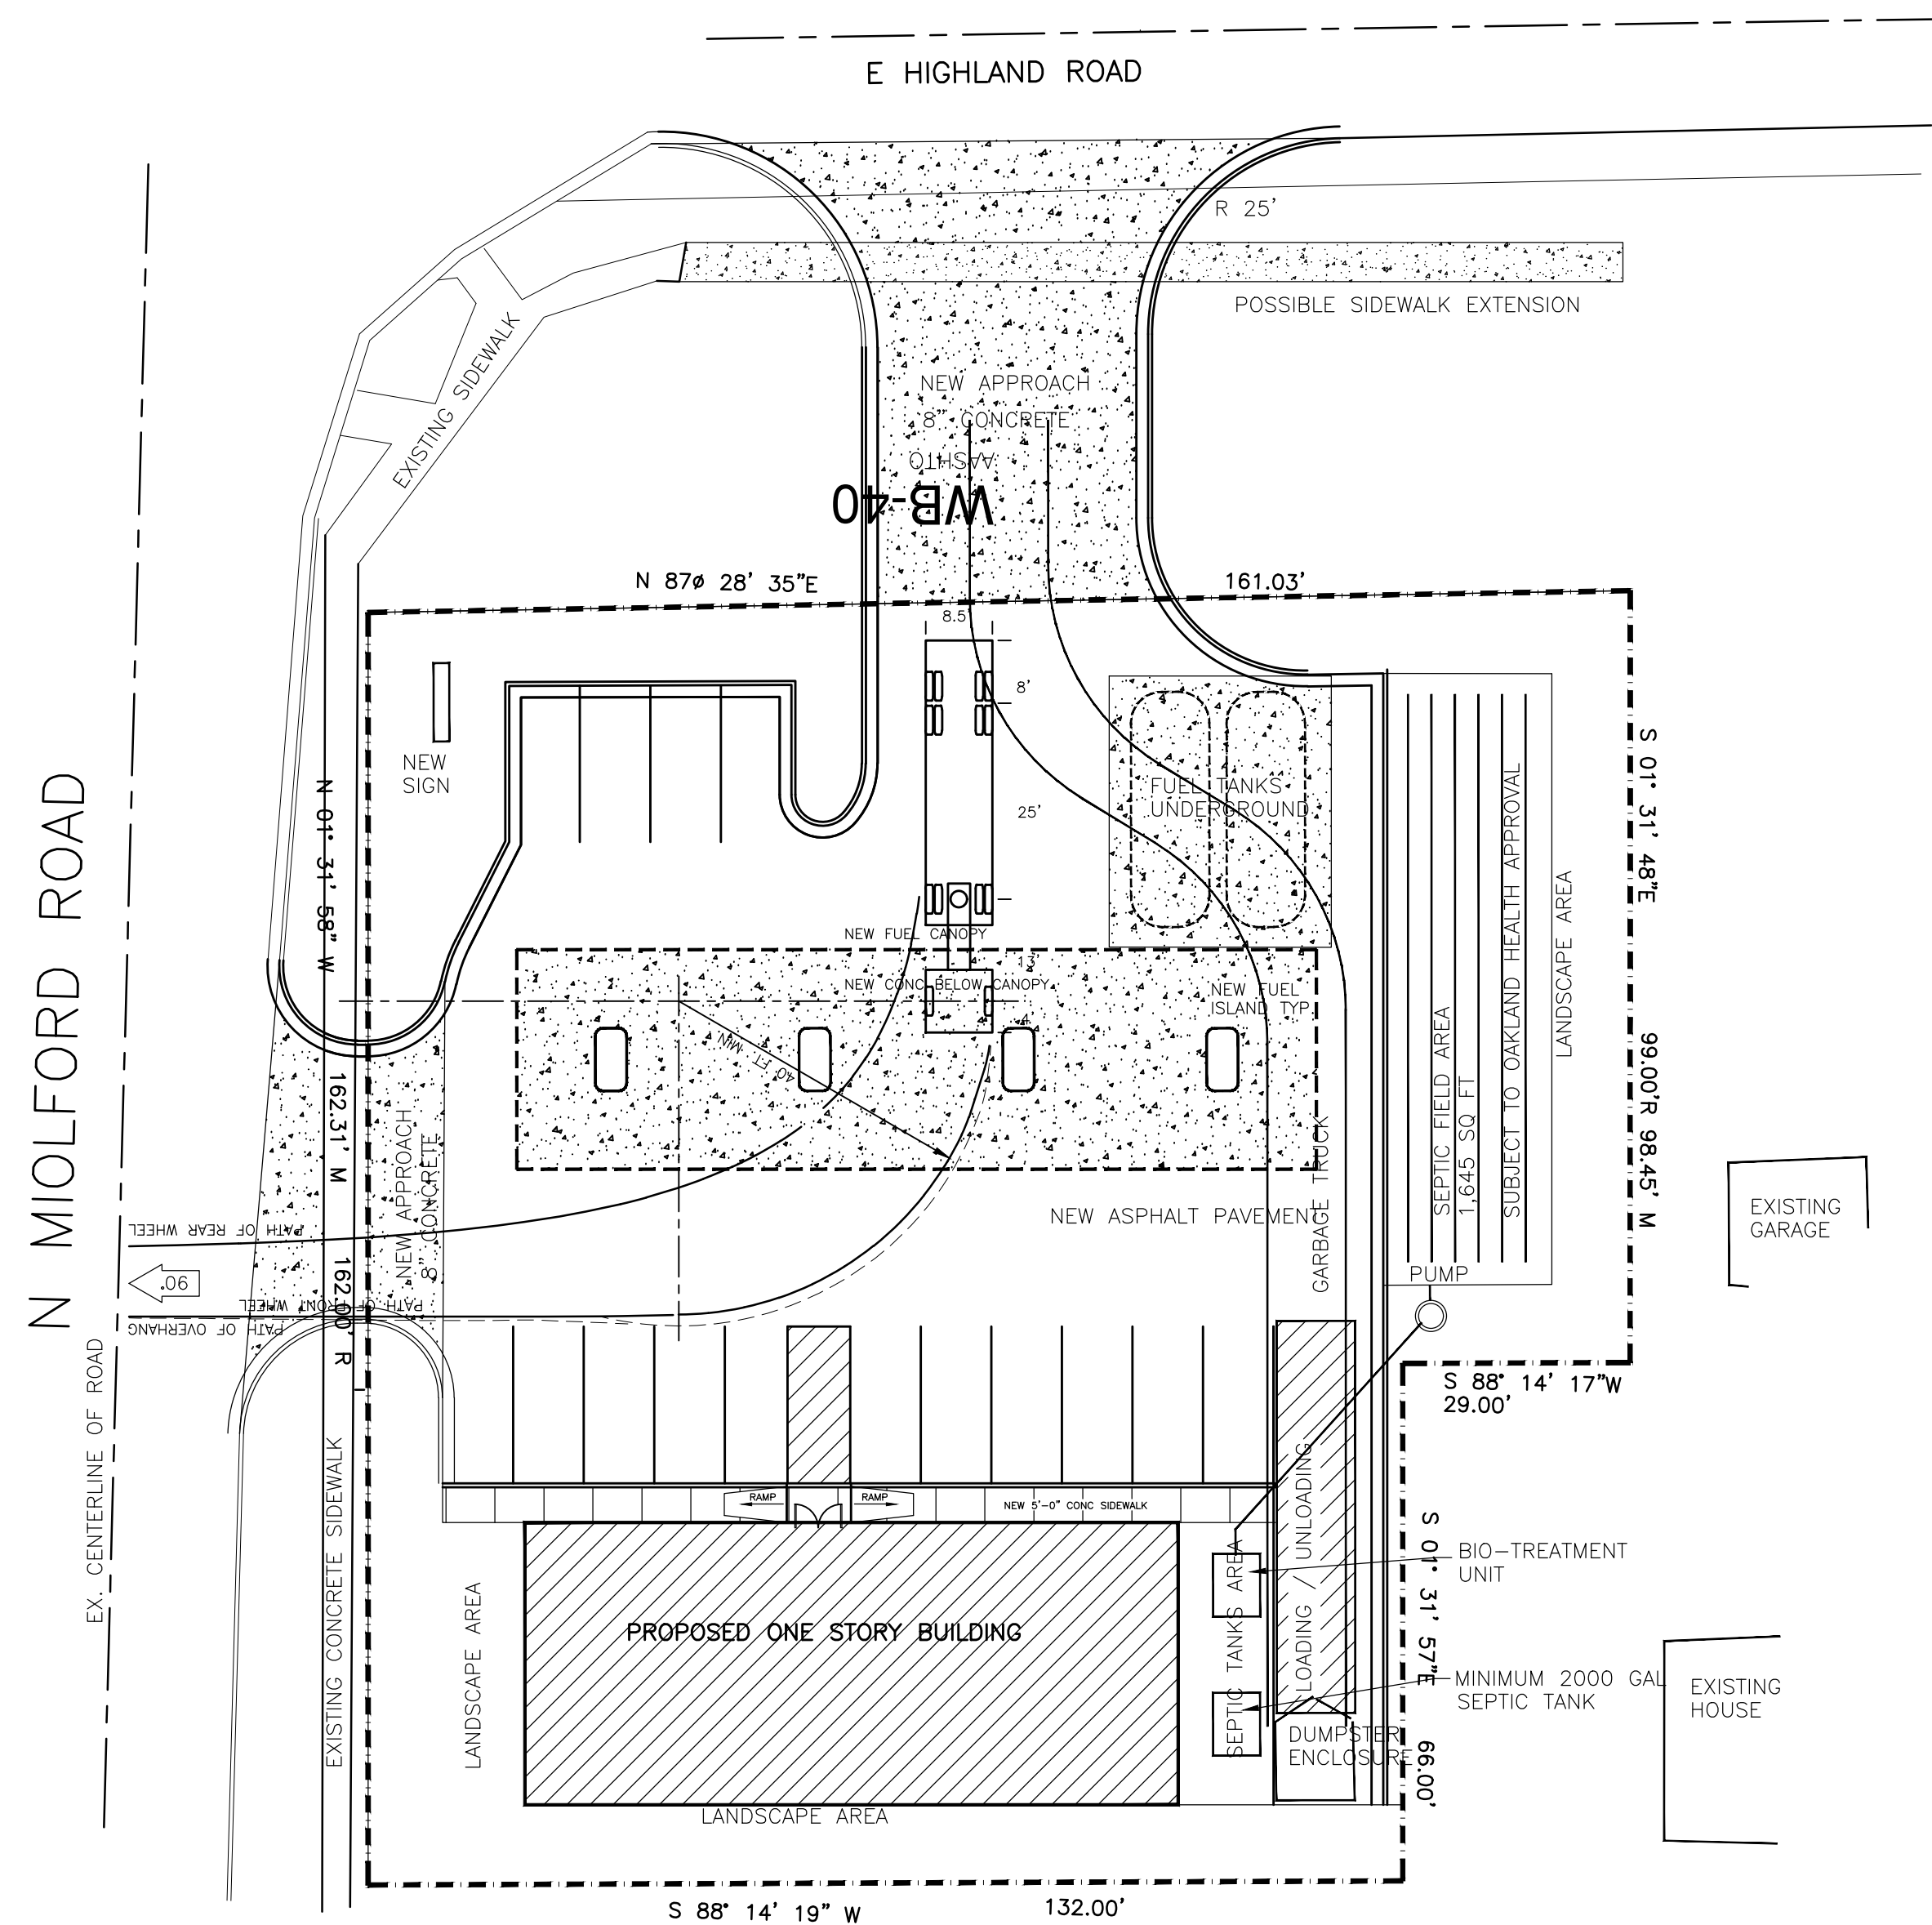 E HIGHLAND ROAD
R 25'
POSSIBLE SIDEWALK EXTENSION
EXISTING SIDEWALK
NEW APPROACH
8" CONCRETE
AASHTO
WB-40
N 87ø 28' 35"E
161.03'
8.5'
8'
25'
NEW
SIGN
FUEL TANKS
UNDERGROUND
NEW FUEL CANOPY
13'
NEW CONC BELOW CANOPY
4'
NEW FUEL
ISLAND TYP.
40 FT MIN
N MIOLFORD ROAD
N 01° 31' 58" W
162.31' M
162.00' R
NEW APPROACH
8" CONCRETE
PATH OF REAR WHEEL
90°
PATH OF FRONT WHEEL
PATH OF OVERHANG
EX. CENTERLINE OF ROAD
EXISTING CONCRETE SIDEWALK
NEW ASPHALT PAVEMENT
GARBAGE TRUCK
SEPTIC FIELD AREA
1,645 SQ FT
SUBJECT TO OAKLAND HEALTH APPROVAL
LANDSCAPE AREA
S 01° 31' 48"E
99.00'R 98.45' M
EXISTING
GARAGE
PUMP
S 88° 14' 17"W
29.00'
RAMP
RAMP
NEW 5'-0" CONC SIDEWALK
LANDSCAPE AREA
PROPOSED ONE STORY BUILDING
SEPTIC TANKS AREA
LOADING / UNLOADING
BIO-TREATMENT
UNIT
S 01° 31' 57"E
66.00'
MINIMUM 2000 GAL
SEPTIC TANK
EXISTING
HOUSE
DUMPSTER
ENCLOSURE
LANDSCAPE AREA
S 88° 14' 19" W
132.00'